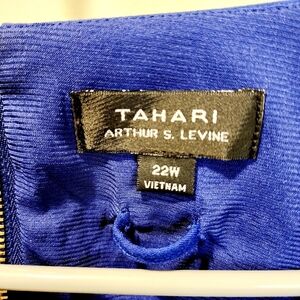 TAHARI
ARTHUR S. LEVINE
22W
VIETNAM